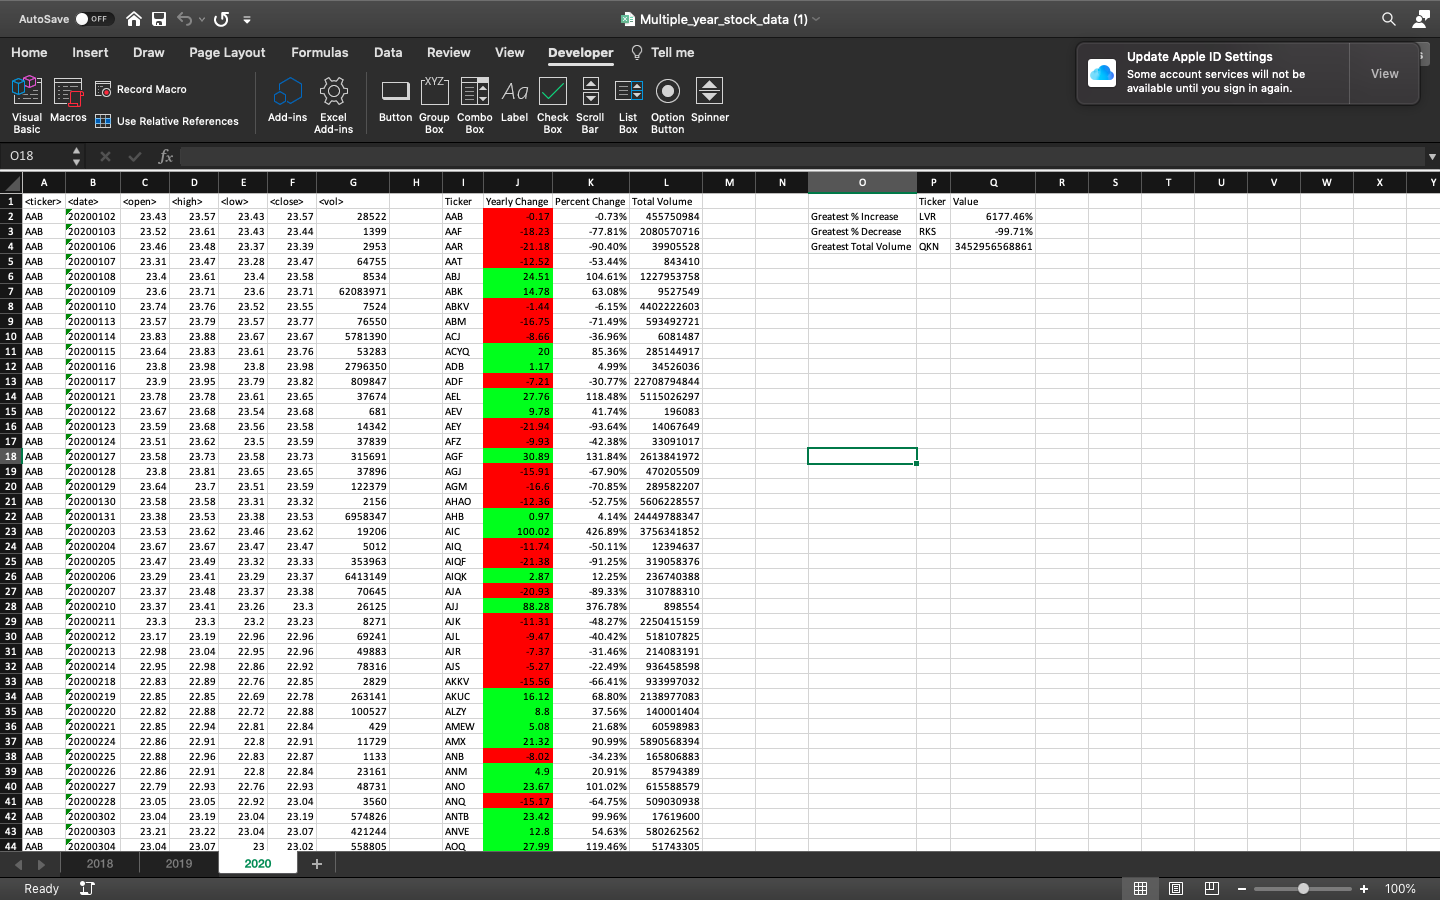 AutoSave OFF Multiple_year_stock_data (1)
Home Insert Draw Page Layout Formulas Data Review View Developer Tell me
Update Apple ID Settings
Some account services will not be
available until you sign in again.
View
Visual Basic Macros Record Macro Use Relative References Add-ins Excel Add-ins Button Group Box Combo Box Label Check Box Scroll Bar List Box Option Button Spinner
O18 fx
A B C D E F G H I J K L M N O P Q R S T U V W X Y
1 <ticker> <date> <open> <high> <low> <close> <vol> Ticker Yearly Change Percent Change Total Volume Ticker Value
2 AAB 20200102 23.43 23.57 23.43 23.57 28522 AAB -0.17 -0.73% 455750984 Greatest % Increase LVR 6177.46%
3 AAB 20200103 23.52 23.61 23.43 23.44 1399 AAF -18.23 -77.81% 2080570716 Greatest % Decrease RKS -99.71%
4 AAB 20200106 23.46 23.48 23.37 23.39 2953 AAR -21.18 -90.40% 39905528 Greatest Total Volume QKN 3452956568861
5 AAB 20200107 23.31 23.47 23.28 23.47 64755 AAT -12.52 -53.44% 843410
6 AAB 20200108 23.4 23.61 23.4 23.58 8534 ABJ 24.51 104.61% 1227953758
7 AAB 20200109 23.6 23.71 23.6 23.71 62083971 ABK 14.78 63.08% 9527549
8 AAB 20200110 23.74 23.76 23.52 23.55 7524 ABKV -1.44 -6.15% 4402222603
9 AAB 20200113 23.57 23.79 23.57 23.77 76550 ABM -16.75 -71.49% 593492721
10 AAB 20200114 23.83 23.88 23.67 23.67 5781390 ACJ -8.66 -36.96% 6081487
11 AAB 20200115 23.64 23.83 23.61 23.76 53283 ACYQ 20 85.36% 285144917
12 AAB 20200116 23.8 23.98 23.8 23.98 2796350 ADB 1.17 4.99% 34526036
13 AAB 20200117 23.9 23.95 23.79 23.82 809847 ADF -7.21 -30.77% 22708794844
14 AAB 20200121 23.78 23.78 23.61 23.65 37674 AEL 27.76 118.48% 5115026297
15 AAB 20200122 23.67 23.68 23.54 23.68 681 AEV 9.78 41.74% 196083
16 AAB 20200123 23.59 23.68 23.56 23.58 14342 AEY -21.94 -93.64% 14067649
17 AAB 20200124 23.51 23.62 23.5 23.59 37839 AFZ -9.93 -42.38% 33091017
18 AAB 20200127 23.58 23.73 23.58 23.73 315691 AGF 30.89 131.84% 2613841972
19 AAB 20200128 23.8 23.81 23.65 23.65 37896 AGJ -15.91 -67.90% 470205509
20 AAB 20200129 23.64 23.7 23.51 23.59 122379 AGM -16.6 -70.85% 289582207
21 AAB 20200130 23.58 23.58 23.31 23.32 2156 AHAO -12.36 -52.75% 5606228557
22 AAB 20200131 23.38 23.53 23.38 23.53 6958347 AHB 0.97 4.14% 24449788347
23 AAB 20200203 23.53 23.62 23.46 23.62 19206 AIC 100.02 426.89% 3756341852
24 AAB 20200204 23.67 23.67 23.47 23.47 5012 AIQ -11.74 -50.11% 12394637
25 AAB 20200205 23.47 23.49 23.32 23.33 353963 AIQF -21.38 -91.25% 319058376
26 AAB 20200206 23.29 23.41 23.29 23.37 6413149 AIQK 2.87 12.25% 236740388
27 AAB 20200207 23.37 23.48 23.37 23.38 70645 AJA -20.93 -89.33% 310788310
28 AAB 20200210 23.37 23.41 23.26 23.3 26125 AJJ 88.28 376.78% 898554
29 AAB 20200211 23.3 23.3 23.2 23.23 8271 AJK -11.31 -48.27% 2250415159
30 AAB 20200212 23.17 23.19 22.96 22.96 69241 AJL -9.47 -40.42% 518107825
31 AAB 20200213 22.98 23.04 22.95 22.96 49883 AJR -7.37 -31.46% 214083191
32 AAB 20200214 22.95 22.98 22.86 22.92 78316 AJS -5.27 -22.49% 936458598
33 AAB 20200218 22.83 22.89 22.76 22.85 2829 AKKV -15.56 -66.41% 933997032
34 AAB 20200219 22.85 22.85 22.69 22.78 263141 AKUC 16.12 68.80% 2138977083
35 AAB 20200220 22.82 22.88 22.72 22.88 100527 ALZY 8.8 37.56% 140001404
36 AAB 20200221 22.85 22.94 22.81 22.84 429 AMEW 5.08 21.68% 60598983
37 AAB 20200224 22.86 22.91 22.8 22.91 11729 AMX 21.32 90.99% 5890568394
38 AAB 20200225 22.88 22.96 22.83 22.87 1133 ANB -8.02 -34.23% 165806883
39 AAB 20200226 22.86 22.91 22.8 22.84 23161 ANM 4.9 20.91% 85794389
40 AAB 20200227 22.79 22.93 22.76 22.93 48731 ANO 23.67 101.02% 615588579
41 AAB 20200228 23.05 23.05 22.92 23.04 3560 ANQ -15.17 -64.75% 509030938
42 AAB 20200302 23.04 23.19 23.04 23.19 574826 ANTB 23.42 99.96% 17619600
43 AAB 20200303 23.21 23.22 23.04 23.07 421244 ANVE 12.8 54.63% 580262562
44 AAB 20200304 23.04 23.07 23 23.02 558805 AOQ 27.99 119.46% 51743305
2018 2019 2020 +
Ready 100%